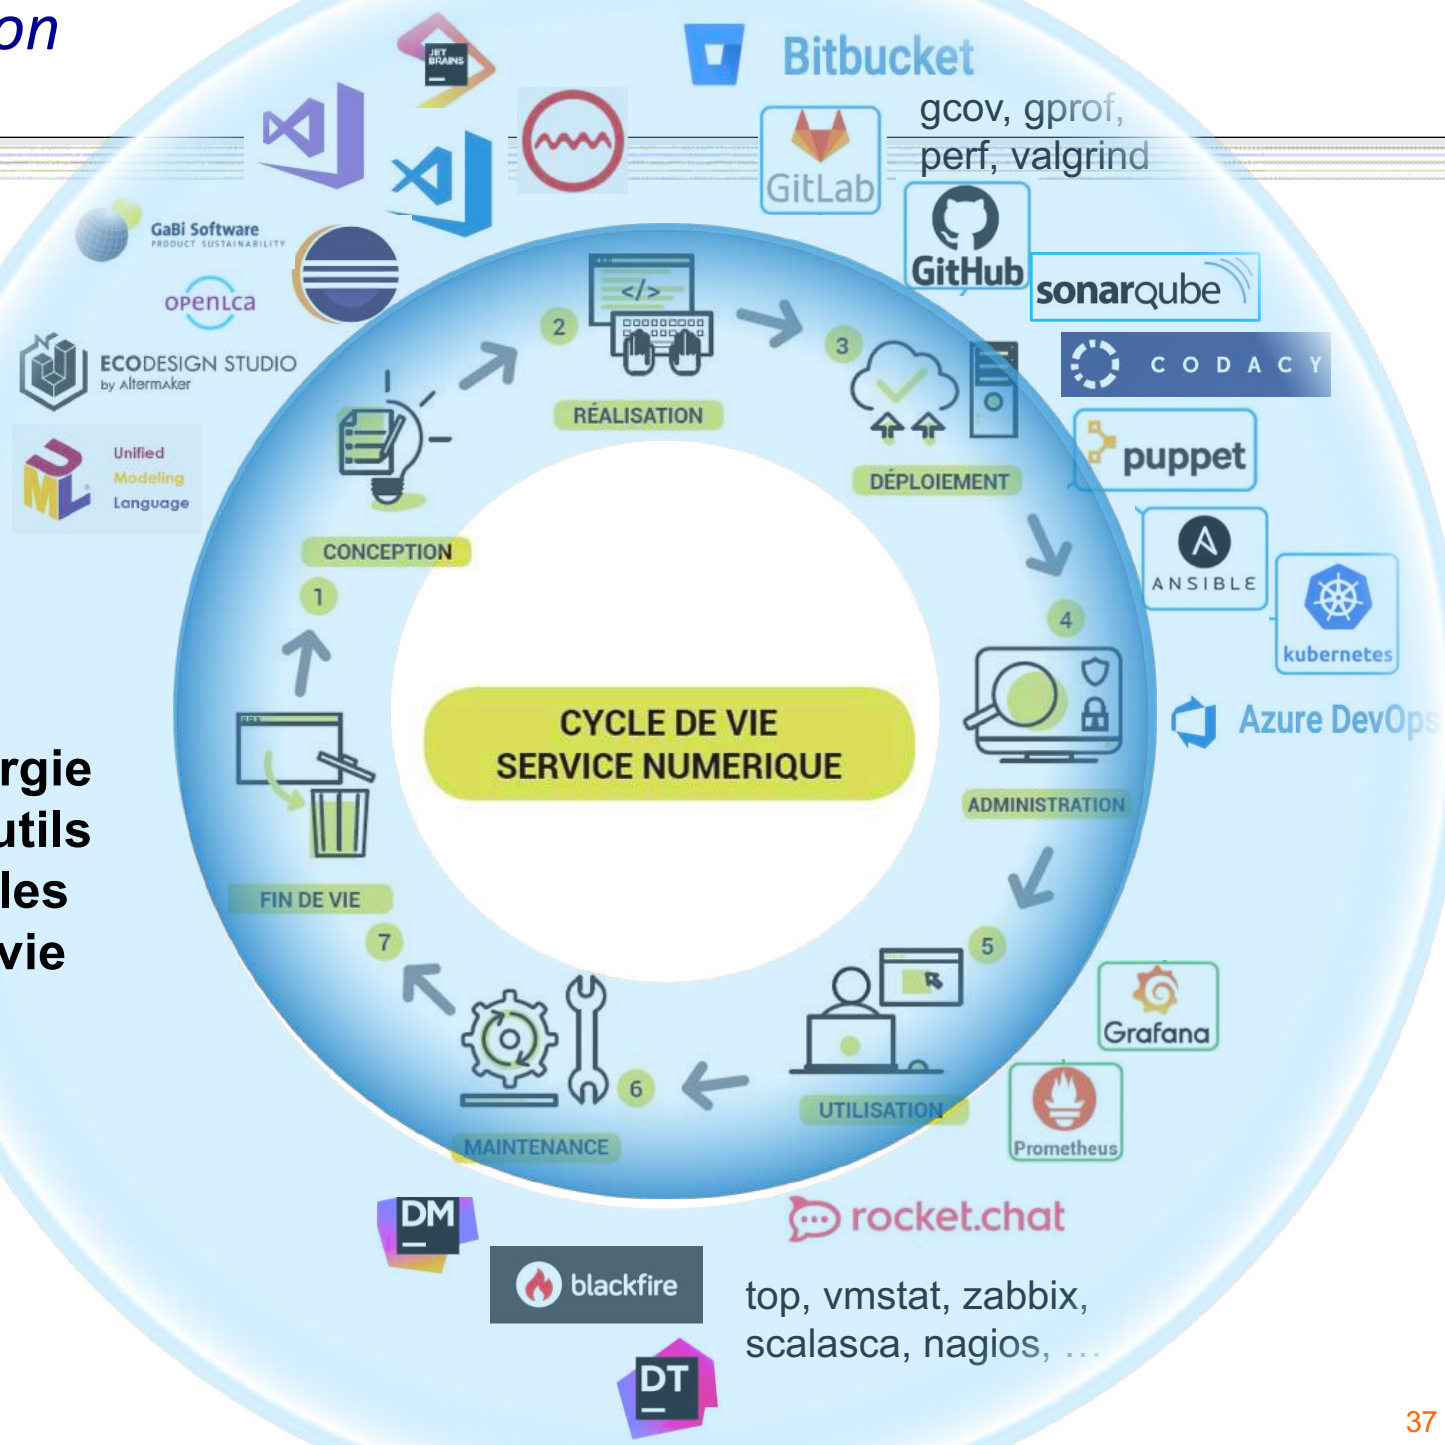 on
JET
BRAINS
Bitbucket
gcov, gprof,
perf, valgrind
GitLab
GitHub
GaBi Software
PRODUCT SUSTAINABILITY
openLCA
ECODESIGN STUDIO
by Altermaker
UML
Unified
Modeling
Language
sonarqube
CODACY
puppet
ANSIBLE
kubernetes
Azure DevOps
</>
2
RÉALISATION
3
DÉPLOIEMENT
CONCEPTION
1
4
ADMINISTRATION
CYCLE DE VIE
SERVICE NUMERIQUE
rgie
utils
les
vie
FIN DE VIE
7
5
UTILISATION
6
MAINTENANCE
Grafana
Prometheus
DM
rocket.chat
blackfire
top, vmstat, zabbix,
scalasca, nagios, ...
DT
37